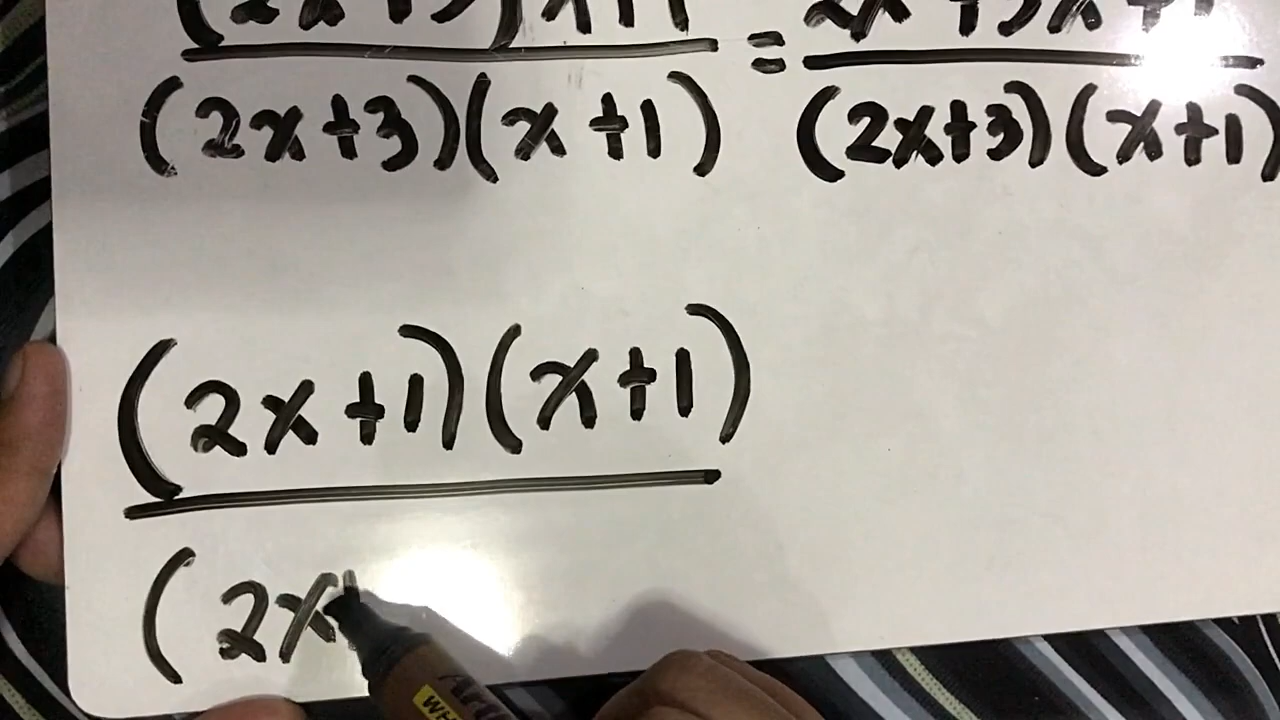 (2x+3)(x+1) = (2x+3)(x+1)
(2x+1)(x+1)
(2x